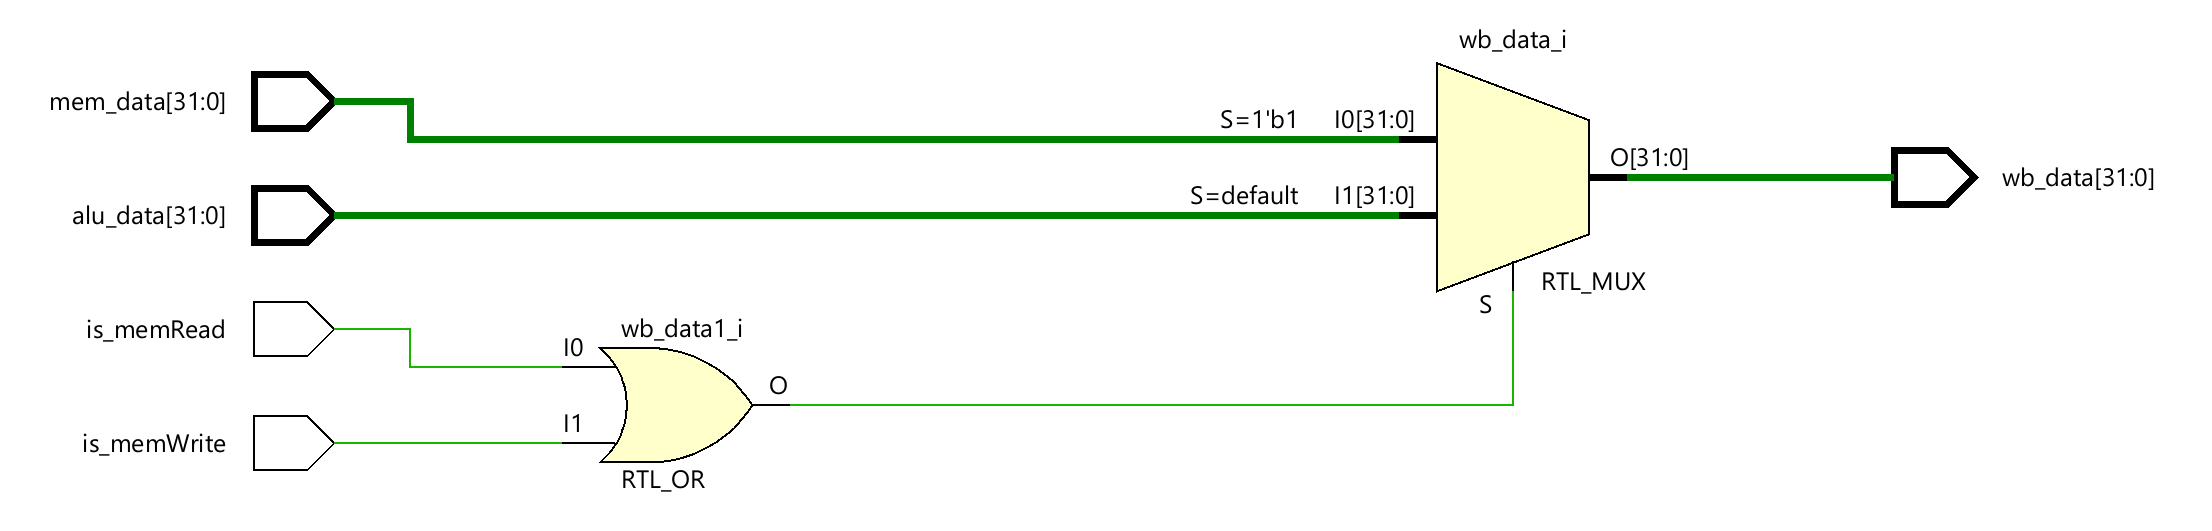 wb_data_i
mem_data[31:0]
S=1'b1 I0[31:0]
O[31:0]
wb_data[31:0]
alu_data[31:0]
S=default I1[31:0]
RTL_MUX
S
is_memRead
wb_data1_i
I0
O
I1
is_memWrite
RTL_OR